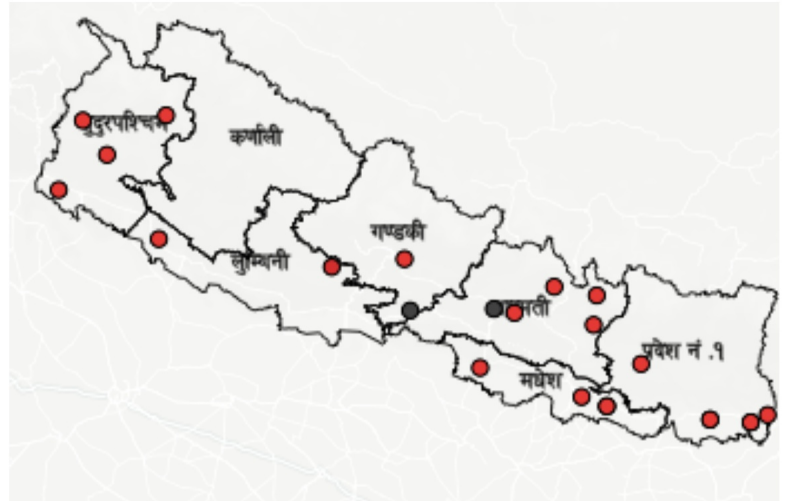 सुदुरपश्चिम
कर्णाली
गण्डकी
लुम्बिनी
प्रदेश नं .१
मधेश